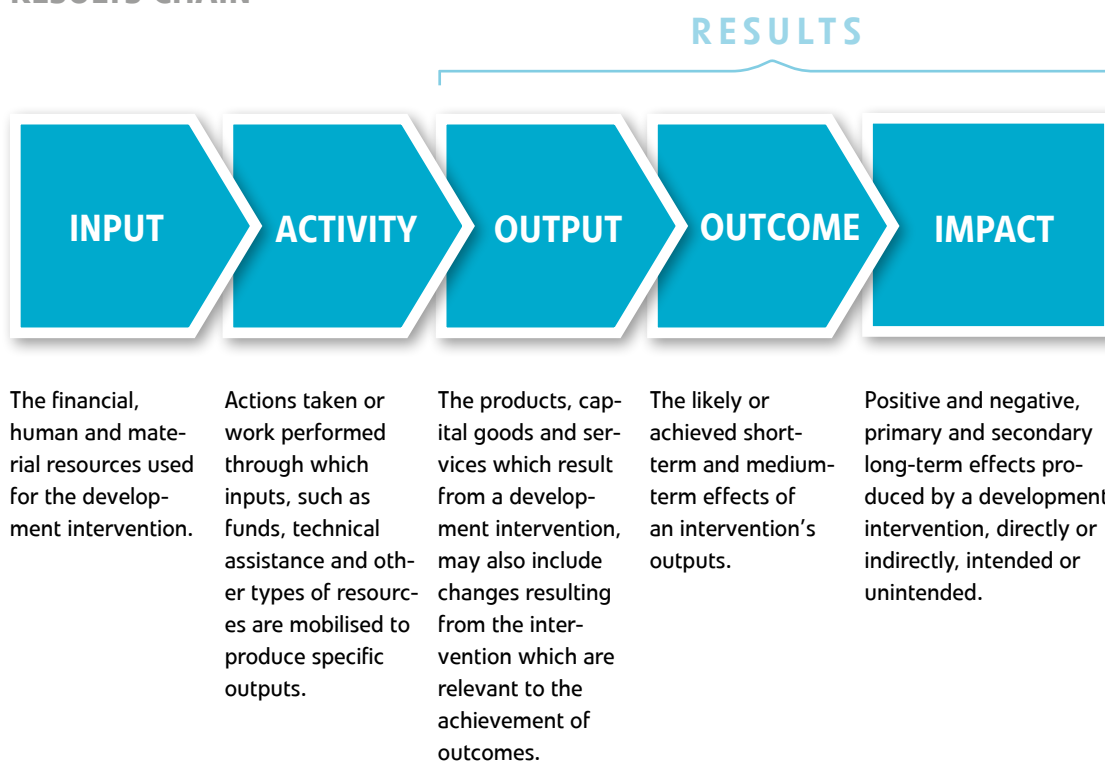 RESULTS CHAIN
RESULTS
INPUT
ACTIVITY
OUTPUT
OUTCOME
IMPACT
The financial,
human and mate-
rial resources used
for the develop-
ment intervention.
Actions taken or
work performed
through which
inputs, such as
funds, technical
assistance and oth-
er types of resourc-
es are mobilised to
produce specific
outputs.
The products, cap-
ital goods and ser-
vices which result
from a develop-
ment intervention,
may also include
changes resulting
from the inter-
vention which are
relevant to the
achievement of
outcomes.
The likely or
achieved short-
term and medium-
term effects of
an intervention's
outputs.
Positive and negative,
primary and secondary
long-term effects pro-
duced by a development
intervention, directly or
indirectly, intended or
unintended.